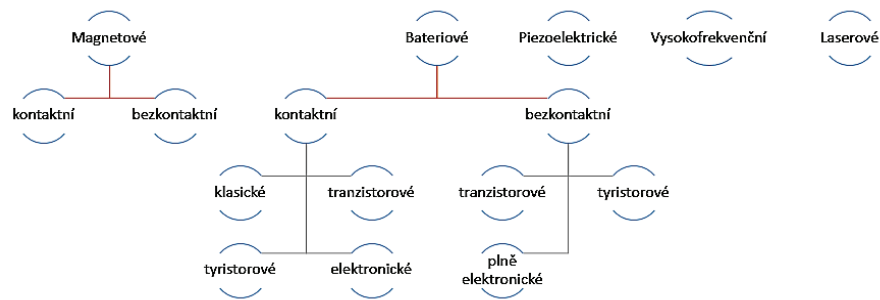 Magnetové
Bateriové
Piezoelektrické
Vysokofrekvenční
Laserové
kontaktní
bezkontaktní
kontaktní
bezkontaktní
klasické
tranzistorové
tranzistorové
tyristorové
tyristorové
elektronické
plně
elektronické